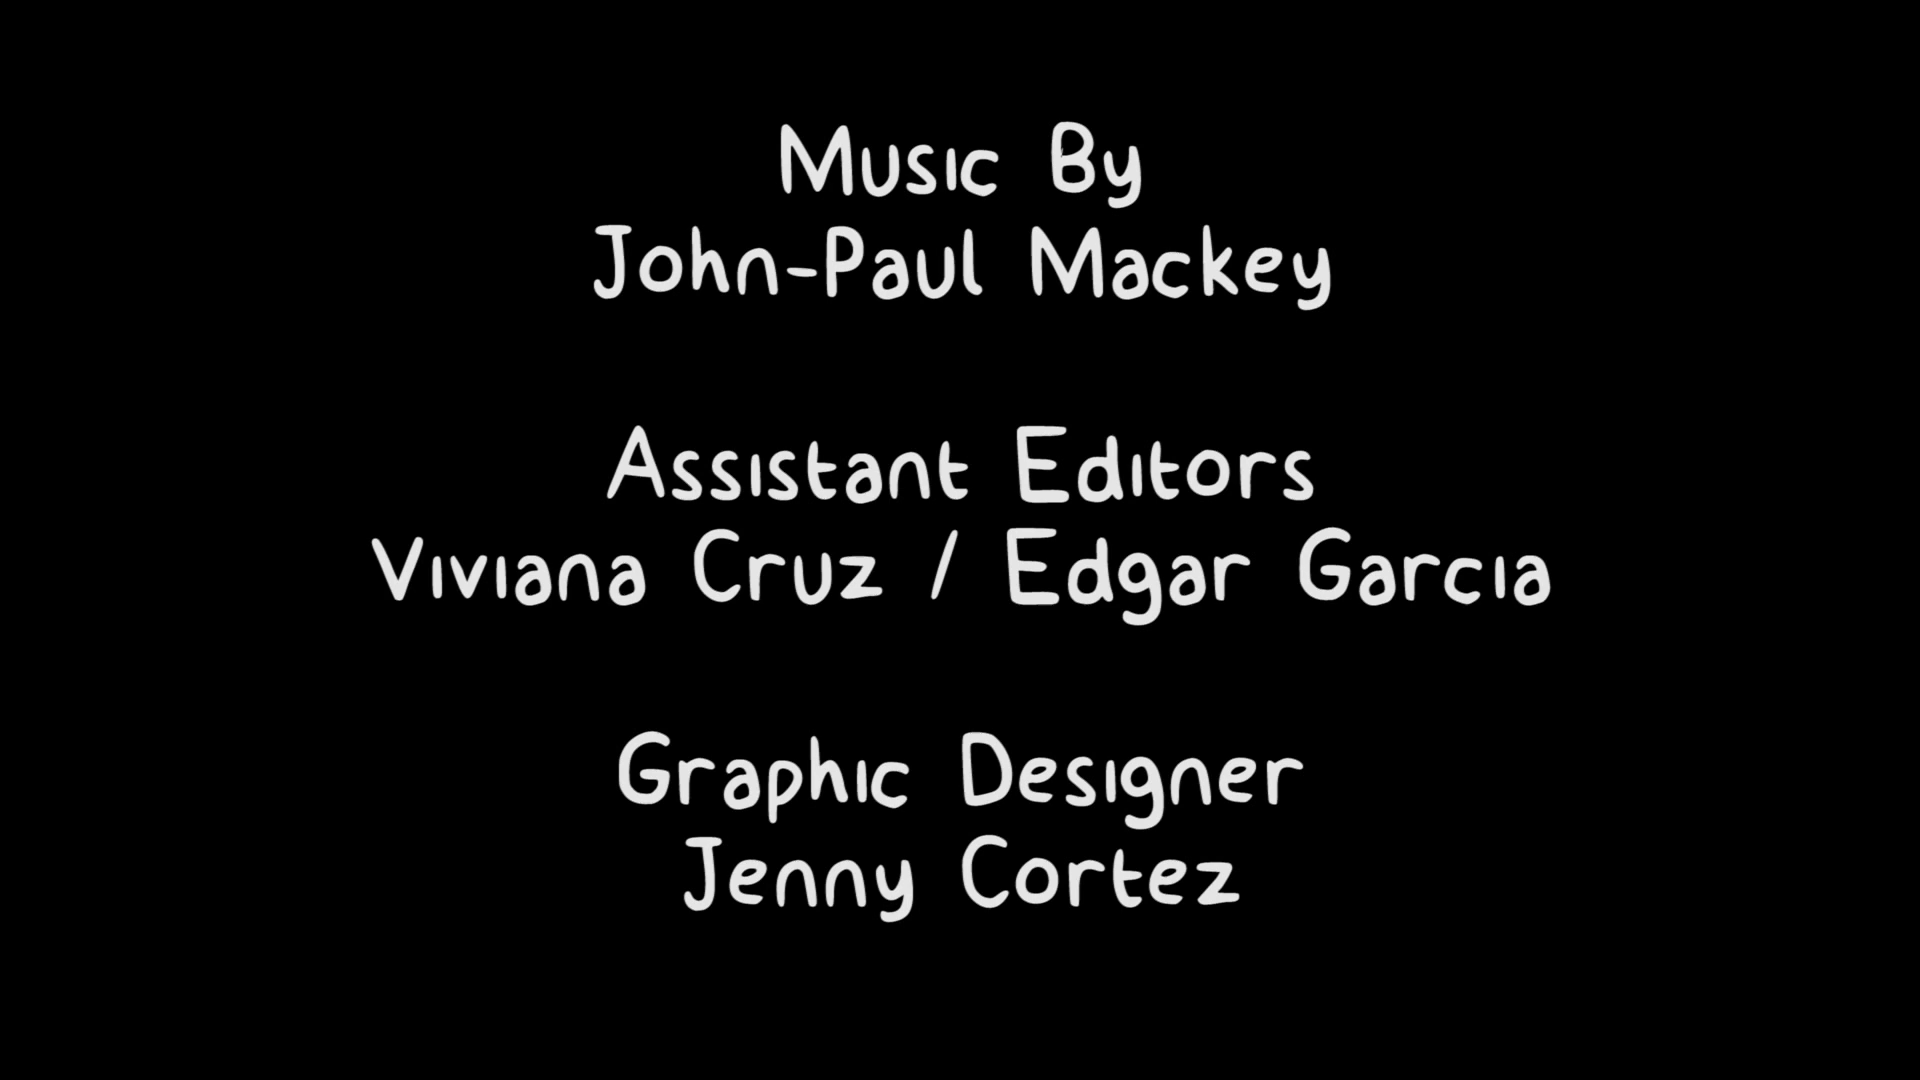 Music By
John-Paul Mackey
Assistant Editors
Viviana Cruz / Edgar Garcia
Graphic Designer
Jenny Cortez